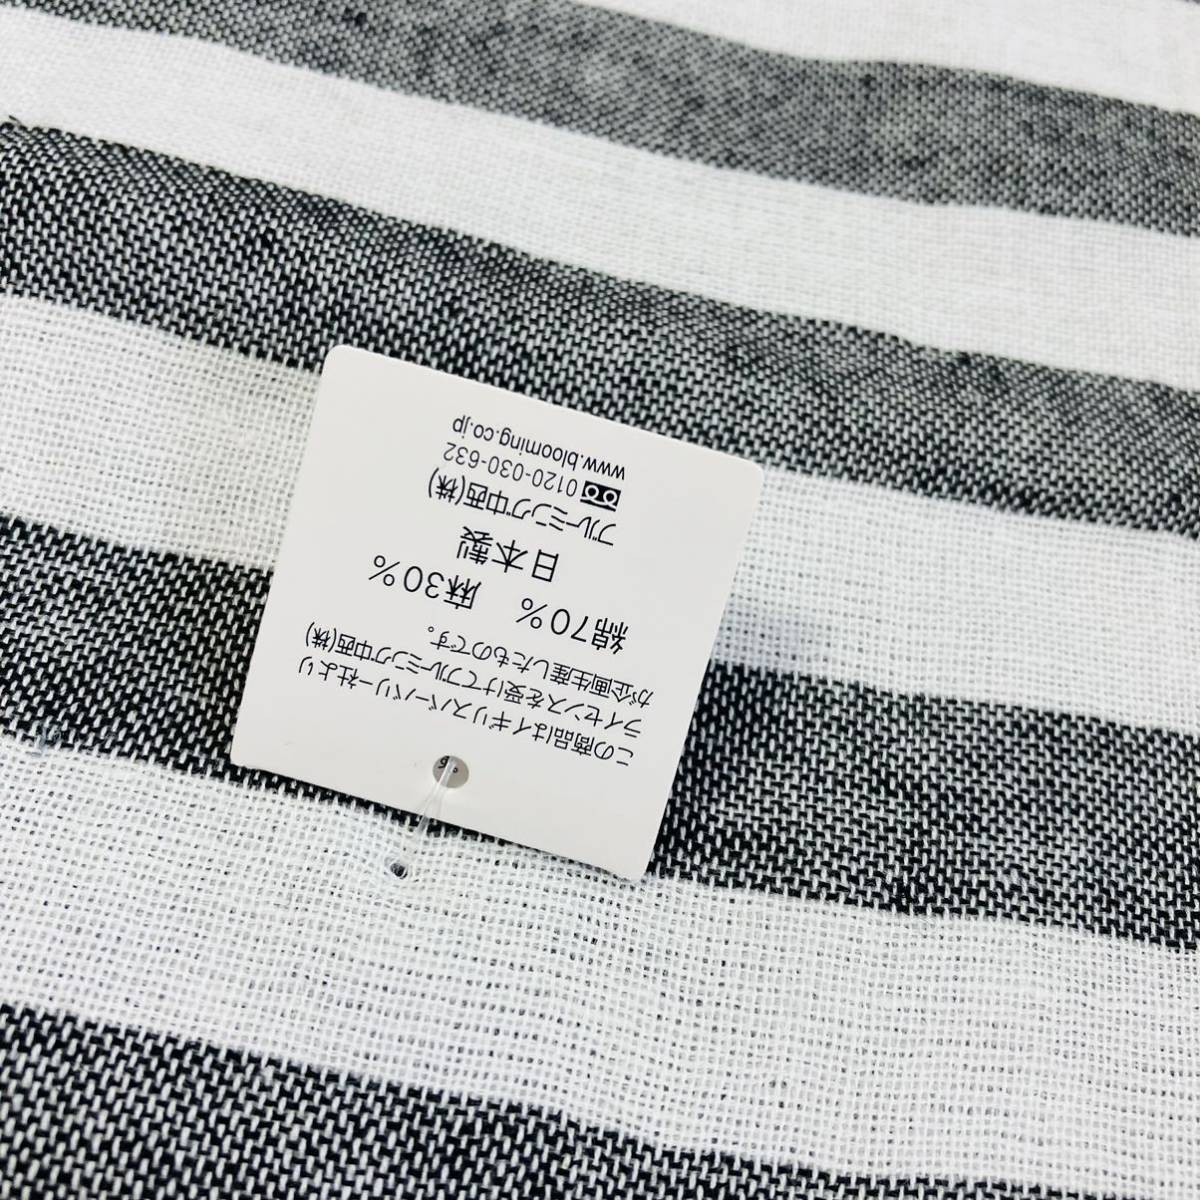 この商品はイギリスバーバリー社より
ライセンスを受けてブルーミング中西(株)
が企画生産したものです。
綿70%　麻30%
日本製
ブルーミング中西(株)
0120-030-632
www.blooming.co.jp